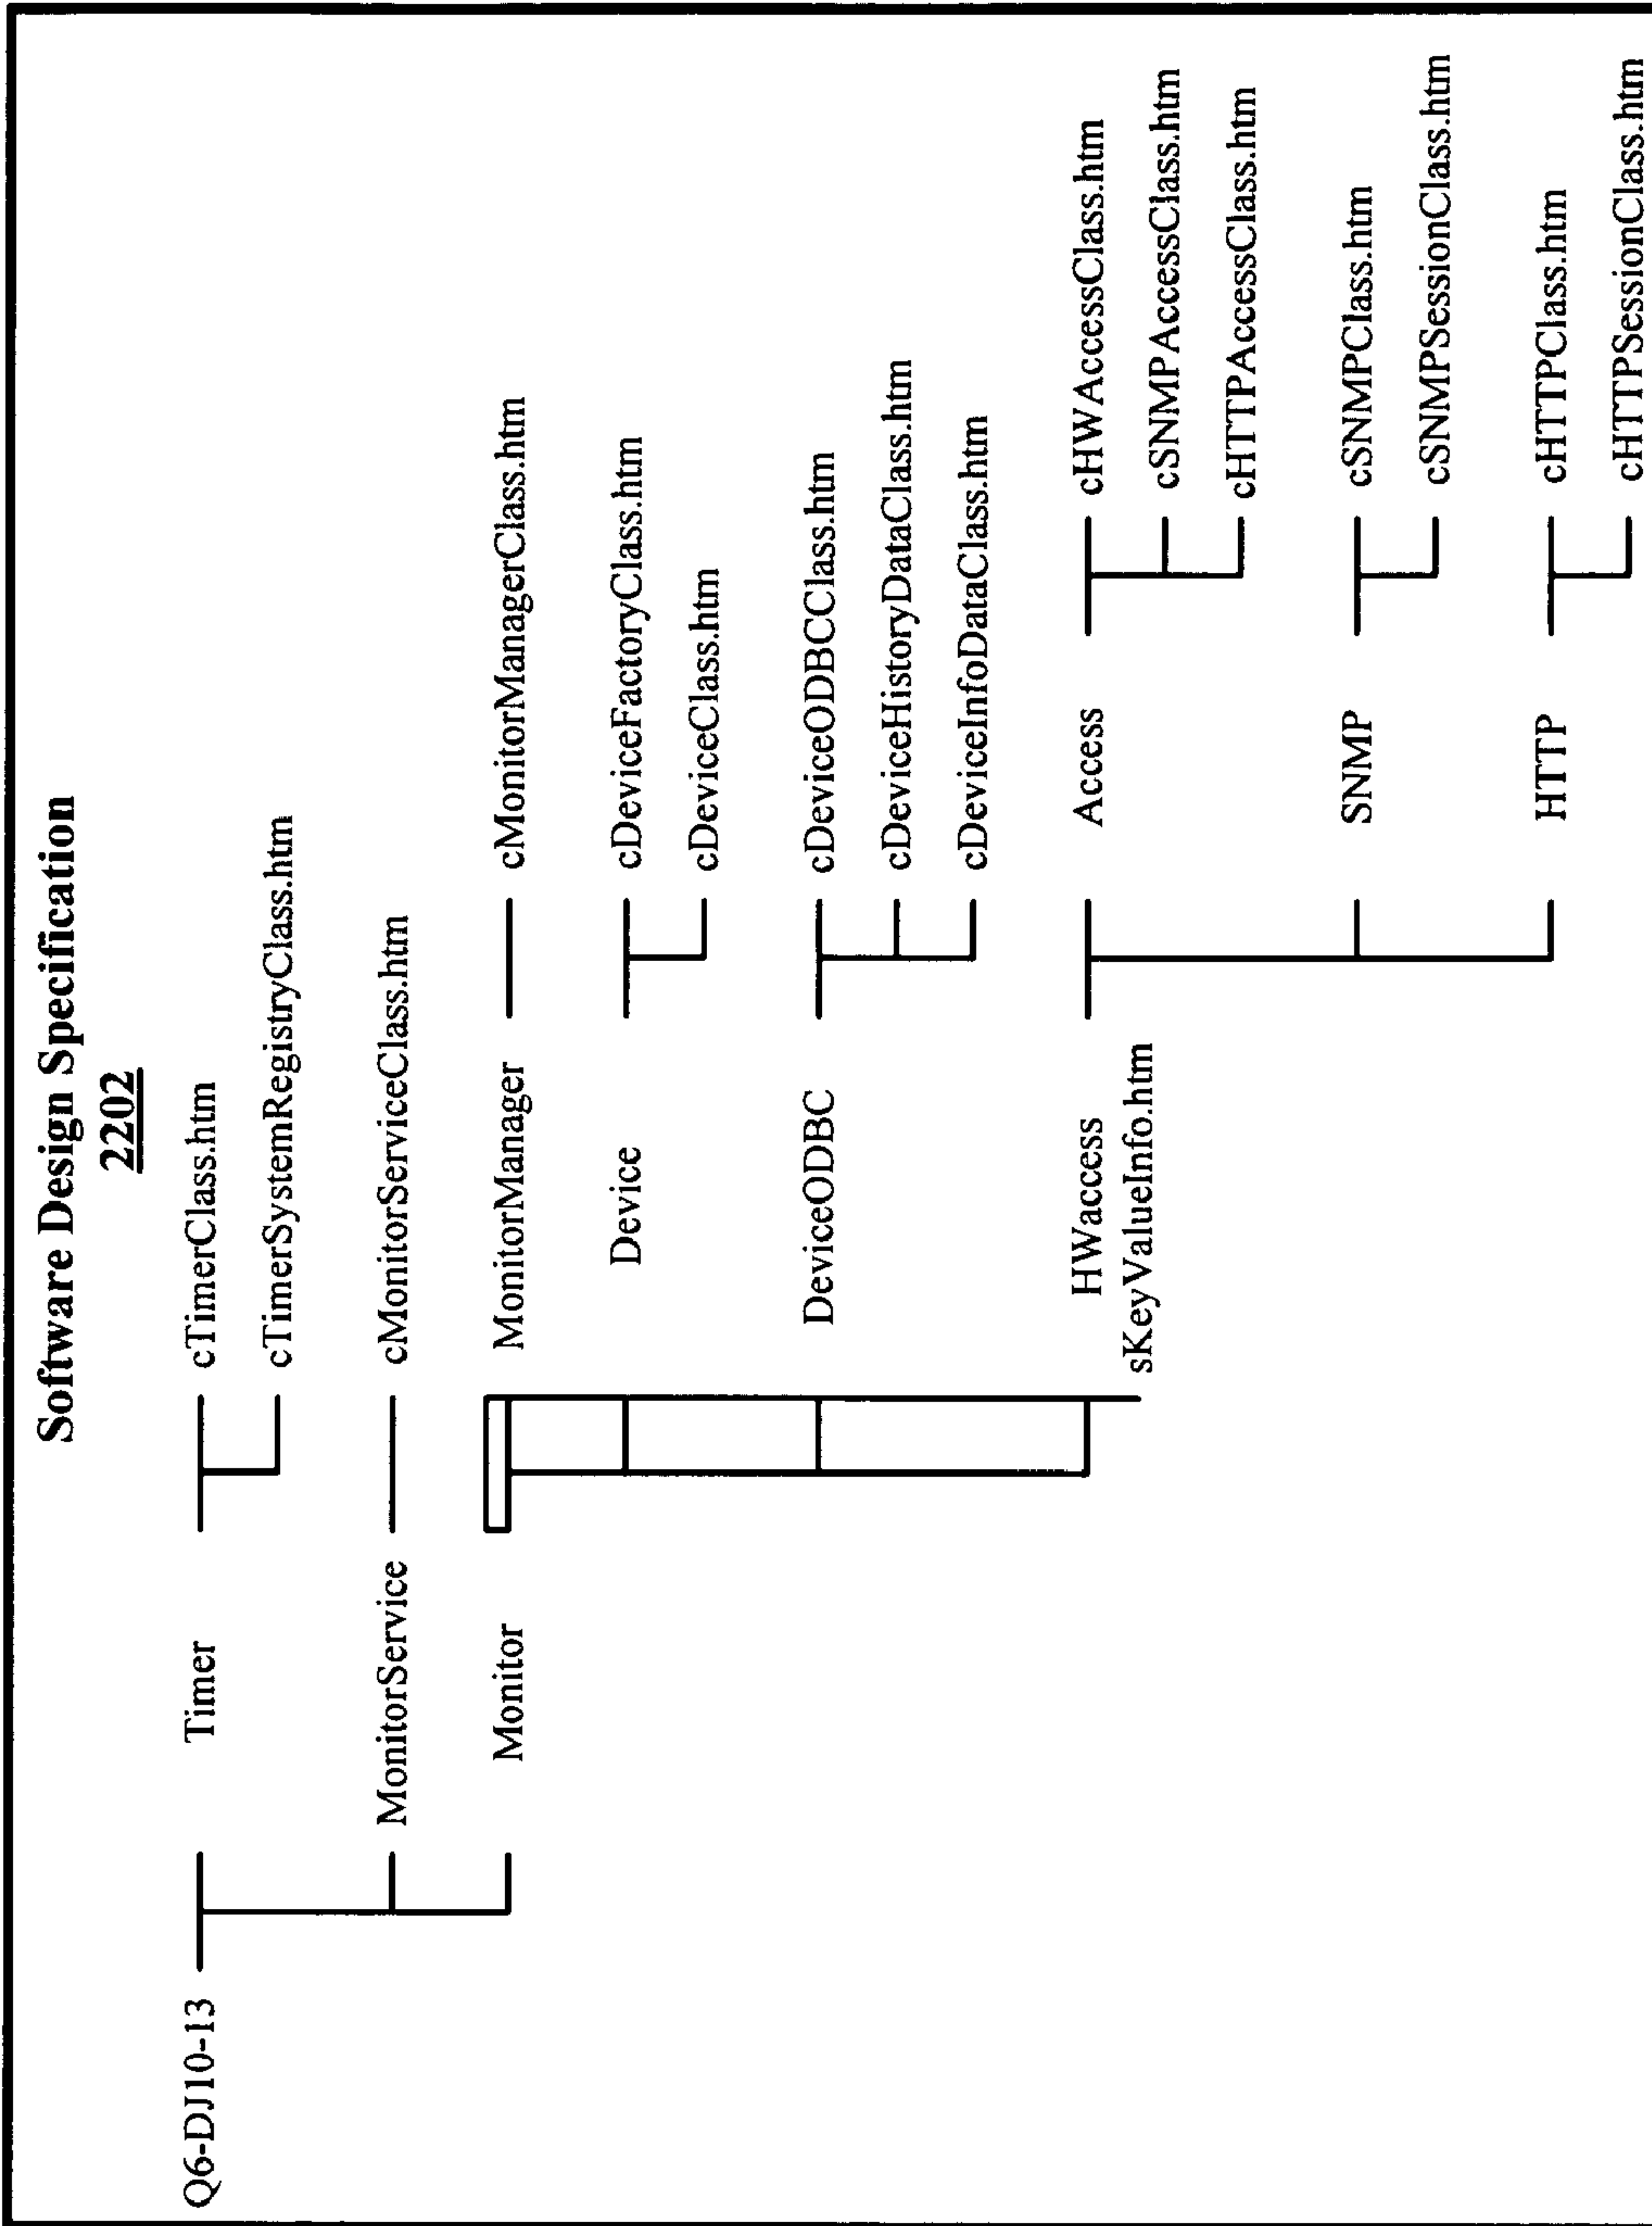 Software Design Specification
2202
Q6-DJ10-13
Timer
cTimerClass.htm
cTimerSystemRegistryClass.htm
MonitorService
cMonitorServiceClass.htm
Monitor
MonitorManager
cMonitorManagerClass.htm
Device
cDeviceFactoryClass.htm
cDeviceClass.htm
DeviceODBC
cDeviceODBCClass.htm
cDeviceHistoryDataClass.htm
cDeviceInfoDataClass.htm
HWaccess
Access
cHWAccessClass.htm
sKeyValueInfo.htm
cSNMPAccessClass.htm
cHTTPAccessClass.htm
SNMP
cSNMPClass.htm
cSNMPSessionClass.htm
HTTP
cHTTPClass.htm
cHTTPSessionClass.htm